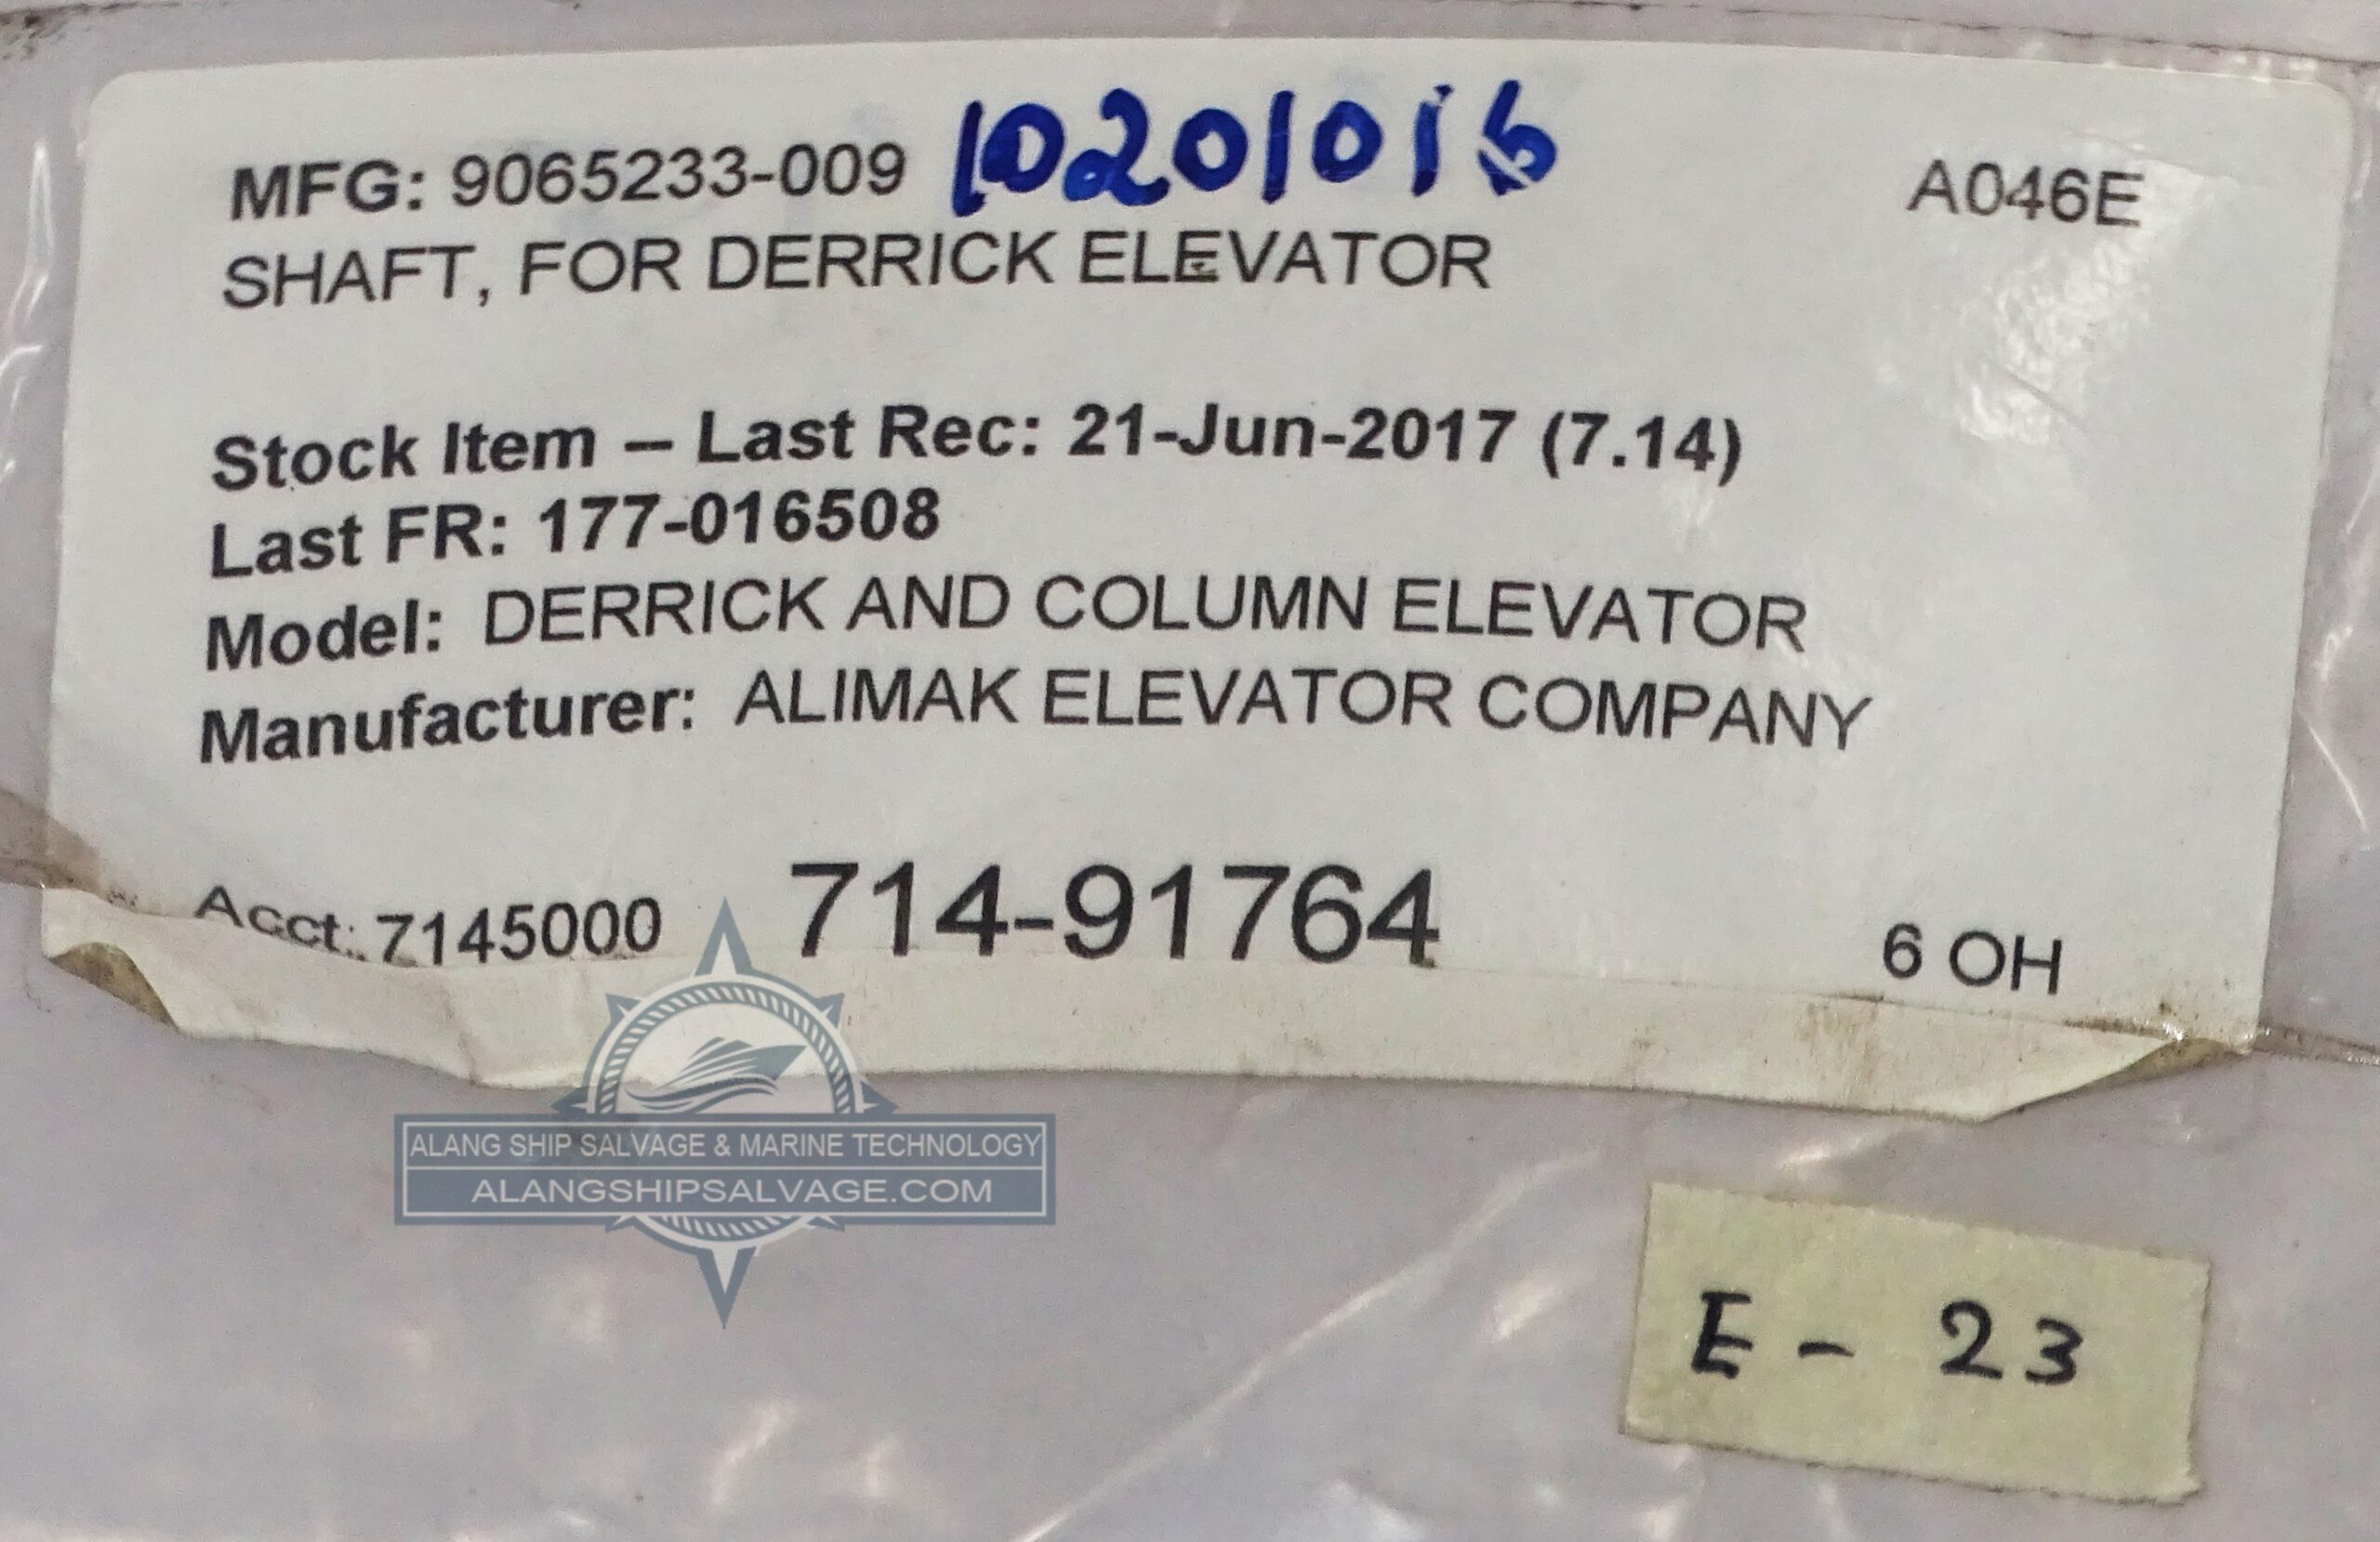 MFG: 9065233-009 10201016 A046E
SHAFT, FOR DERRICK ELEVATOR
Stock Item – Last Rec: 21-Jun-2017 (7.14)
Last FR: 177-016508
Model: DERRICK AND COLUMN ELEVATOR
Manufacturer: ALIMAK ELEVATOR COMPANY
Acct: 7145000 714-91764 6 OH
ALANG SHIP SALVAGE & MARINE TECHNOLOGY
ALANGSHIPSALVAGE.COM
E - 23